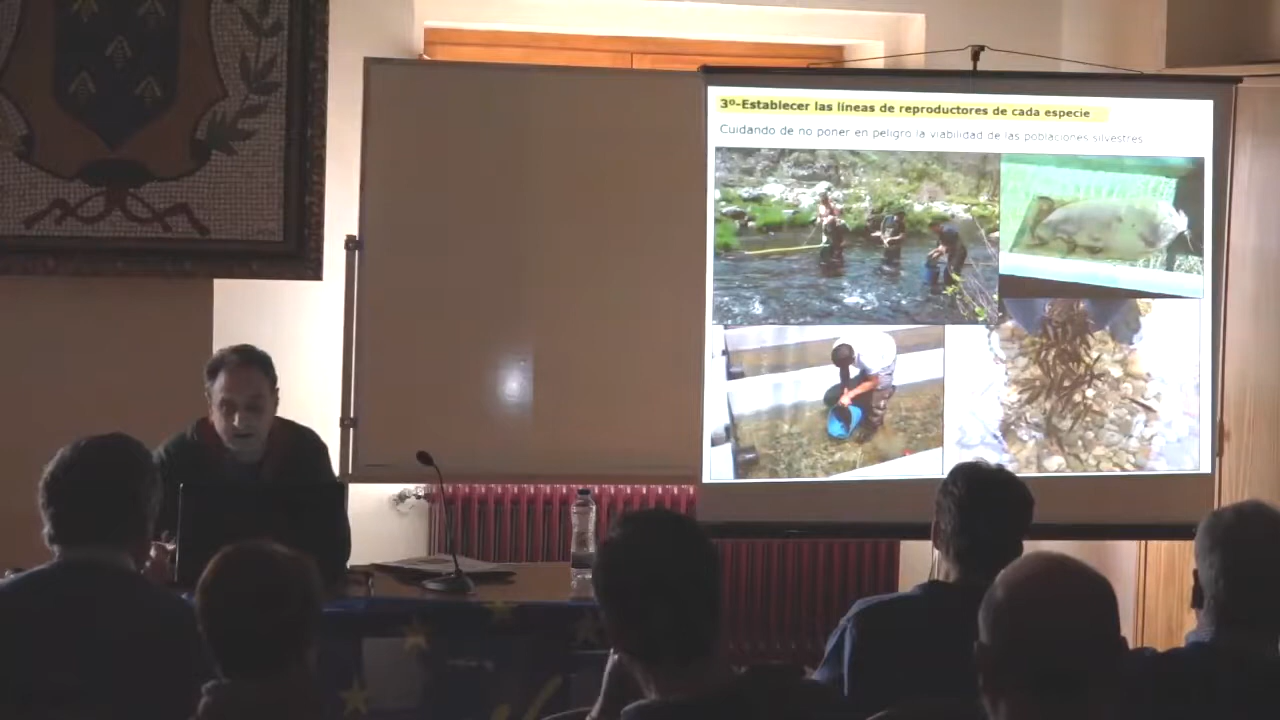 3º-Establecer las líneas de reproductores de cada especie
Cuidando de no poner en peligro la viabilidad de las poblaciones silvestres